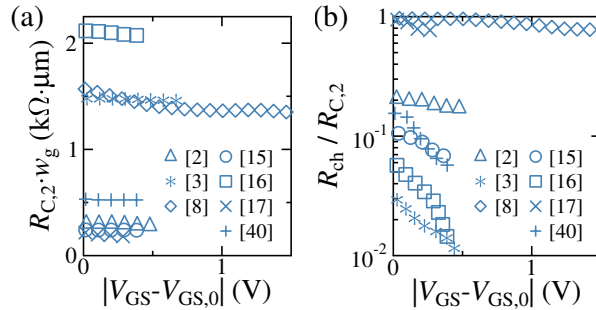 (a)
R_C,2·w_g (kΩ·μm)
2
1
0
[2] [15]
[3] [16]
[8] [17]
[40]
0 1
|V_GS-V_GS,0| (V)
(b)
R_ch / R_C,2
1
10^-1
10^-2
[2] [15]
[3] [16]
[8] [17]
[40]
0 1
|V_GS-V_GS,0| (V)